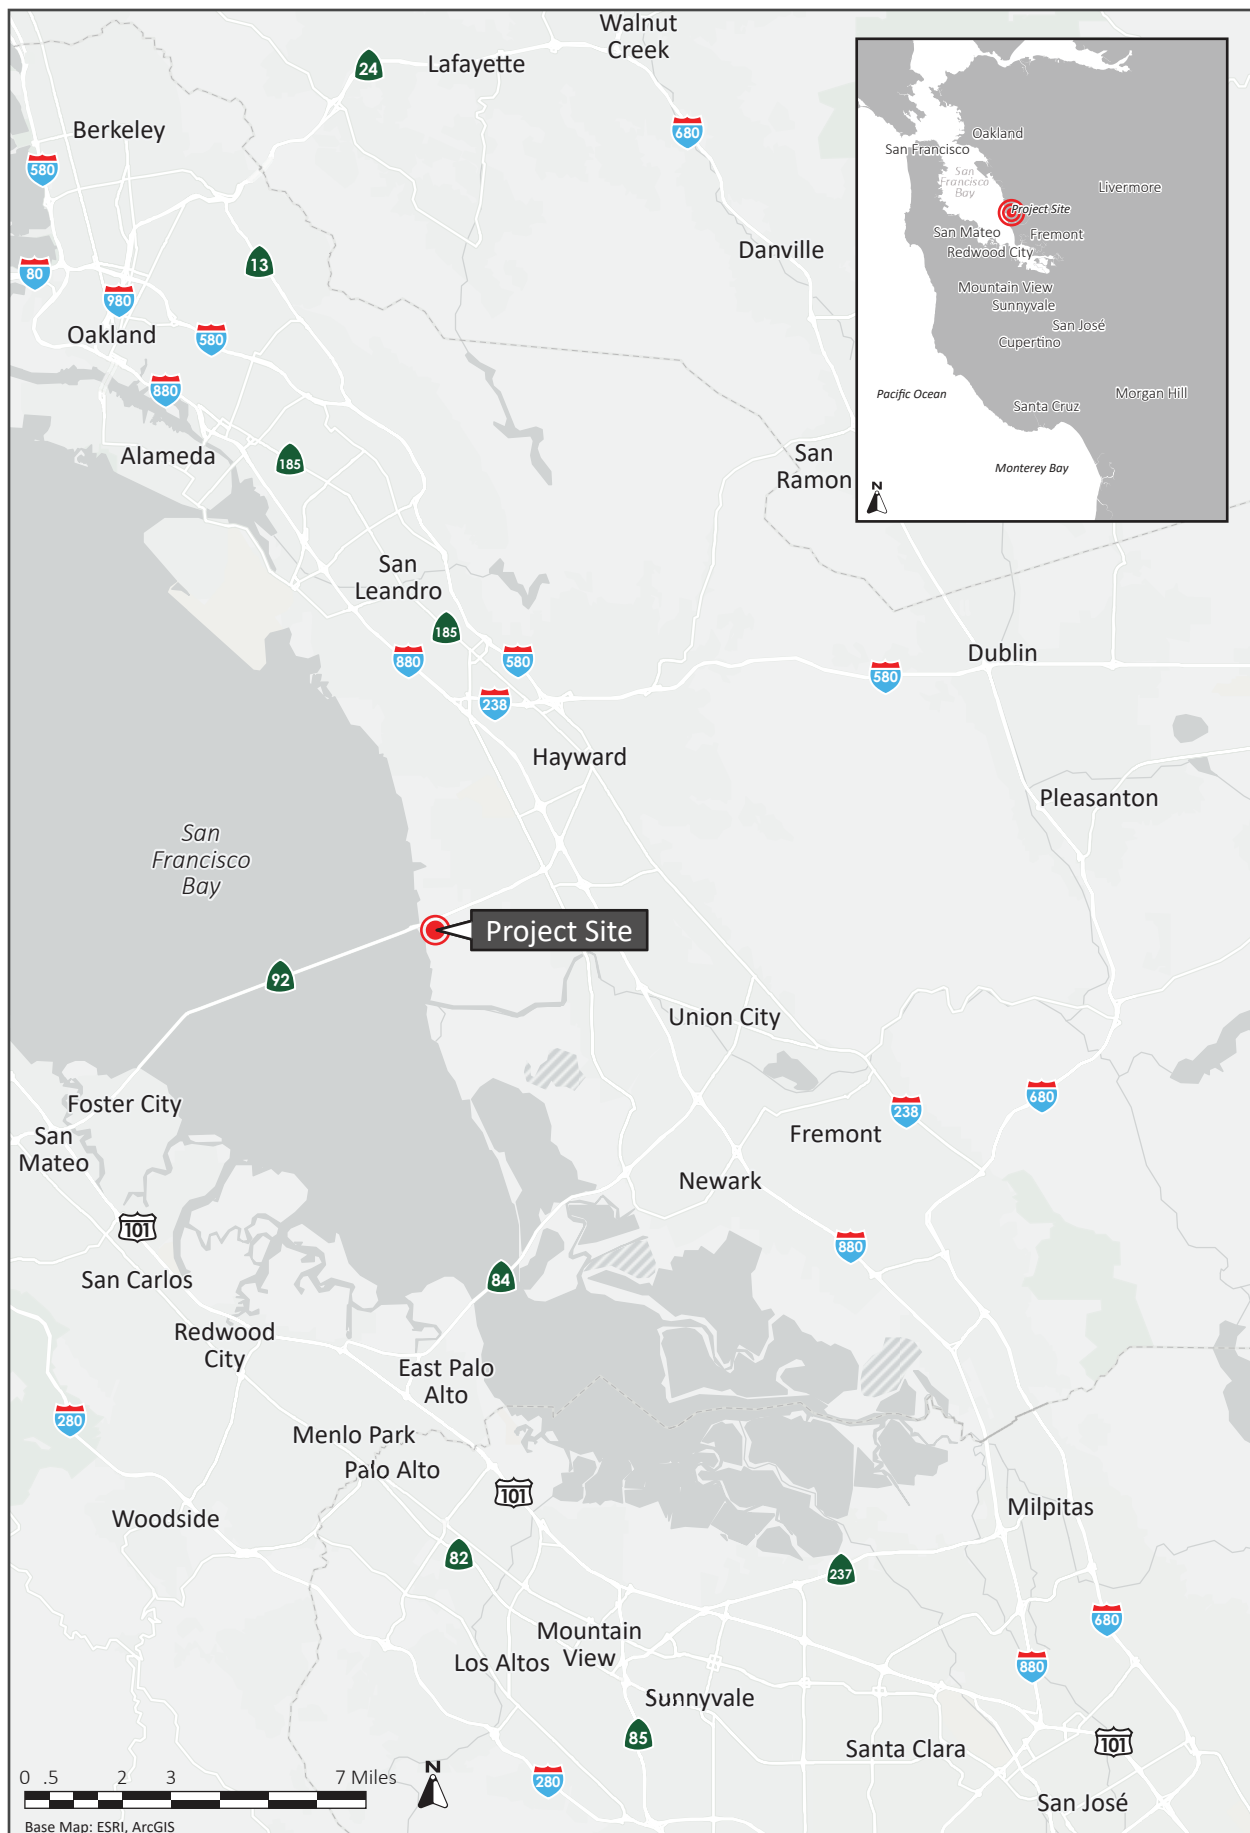 Walnut
Creek
24
Lafayette
Berkeley
680
580
Danville
13
80
980
Oakland
580
880
Alameda
185
San
Ramon
San
Leandro
185
880
580
Dublin
580
238
Hayward
Pleasanton
San
Francisco
Bay
Project Site
92
Union City
Foster City
680
238
San
Mateo
Fremont
Newark
101
880
San Carlos
84
Redwood
City
East Palo
Alto
280
Menlo Park
Palo Alto
101
Milpitas
Woodside
82
237
680
Mountain
View
Los Altos
880
Sunnyvale
85
Santa Clara
101
280
San José
0 .5 2 3 7 Miles
N
Base Map: ESRI, ArcGIS
Oakland
San Francisco
San
Francisco
Bay
Livermore
Project Site
San Mateo
Fremont
Redwood City
Mountain View
Sunnyvale
San José
Cupertino
Pacific Ocean
Morgan Hill
Santa Cruz
Monterey Bay
N